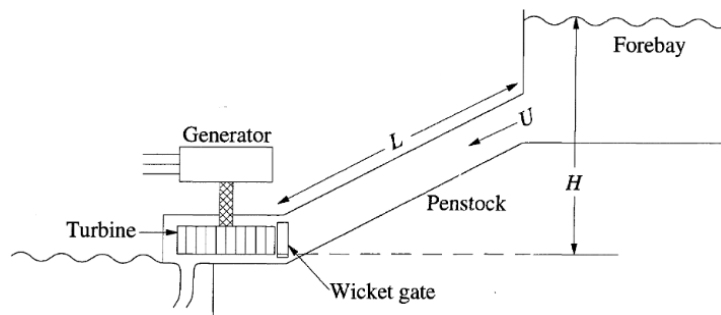 Forebay
U
Generator
L
H
Penstock
Turbine
Wicket gate